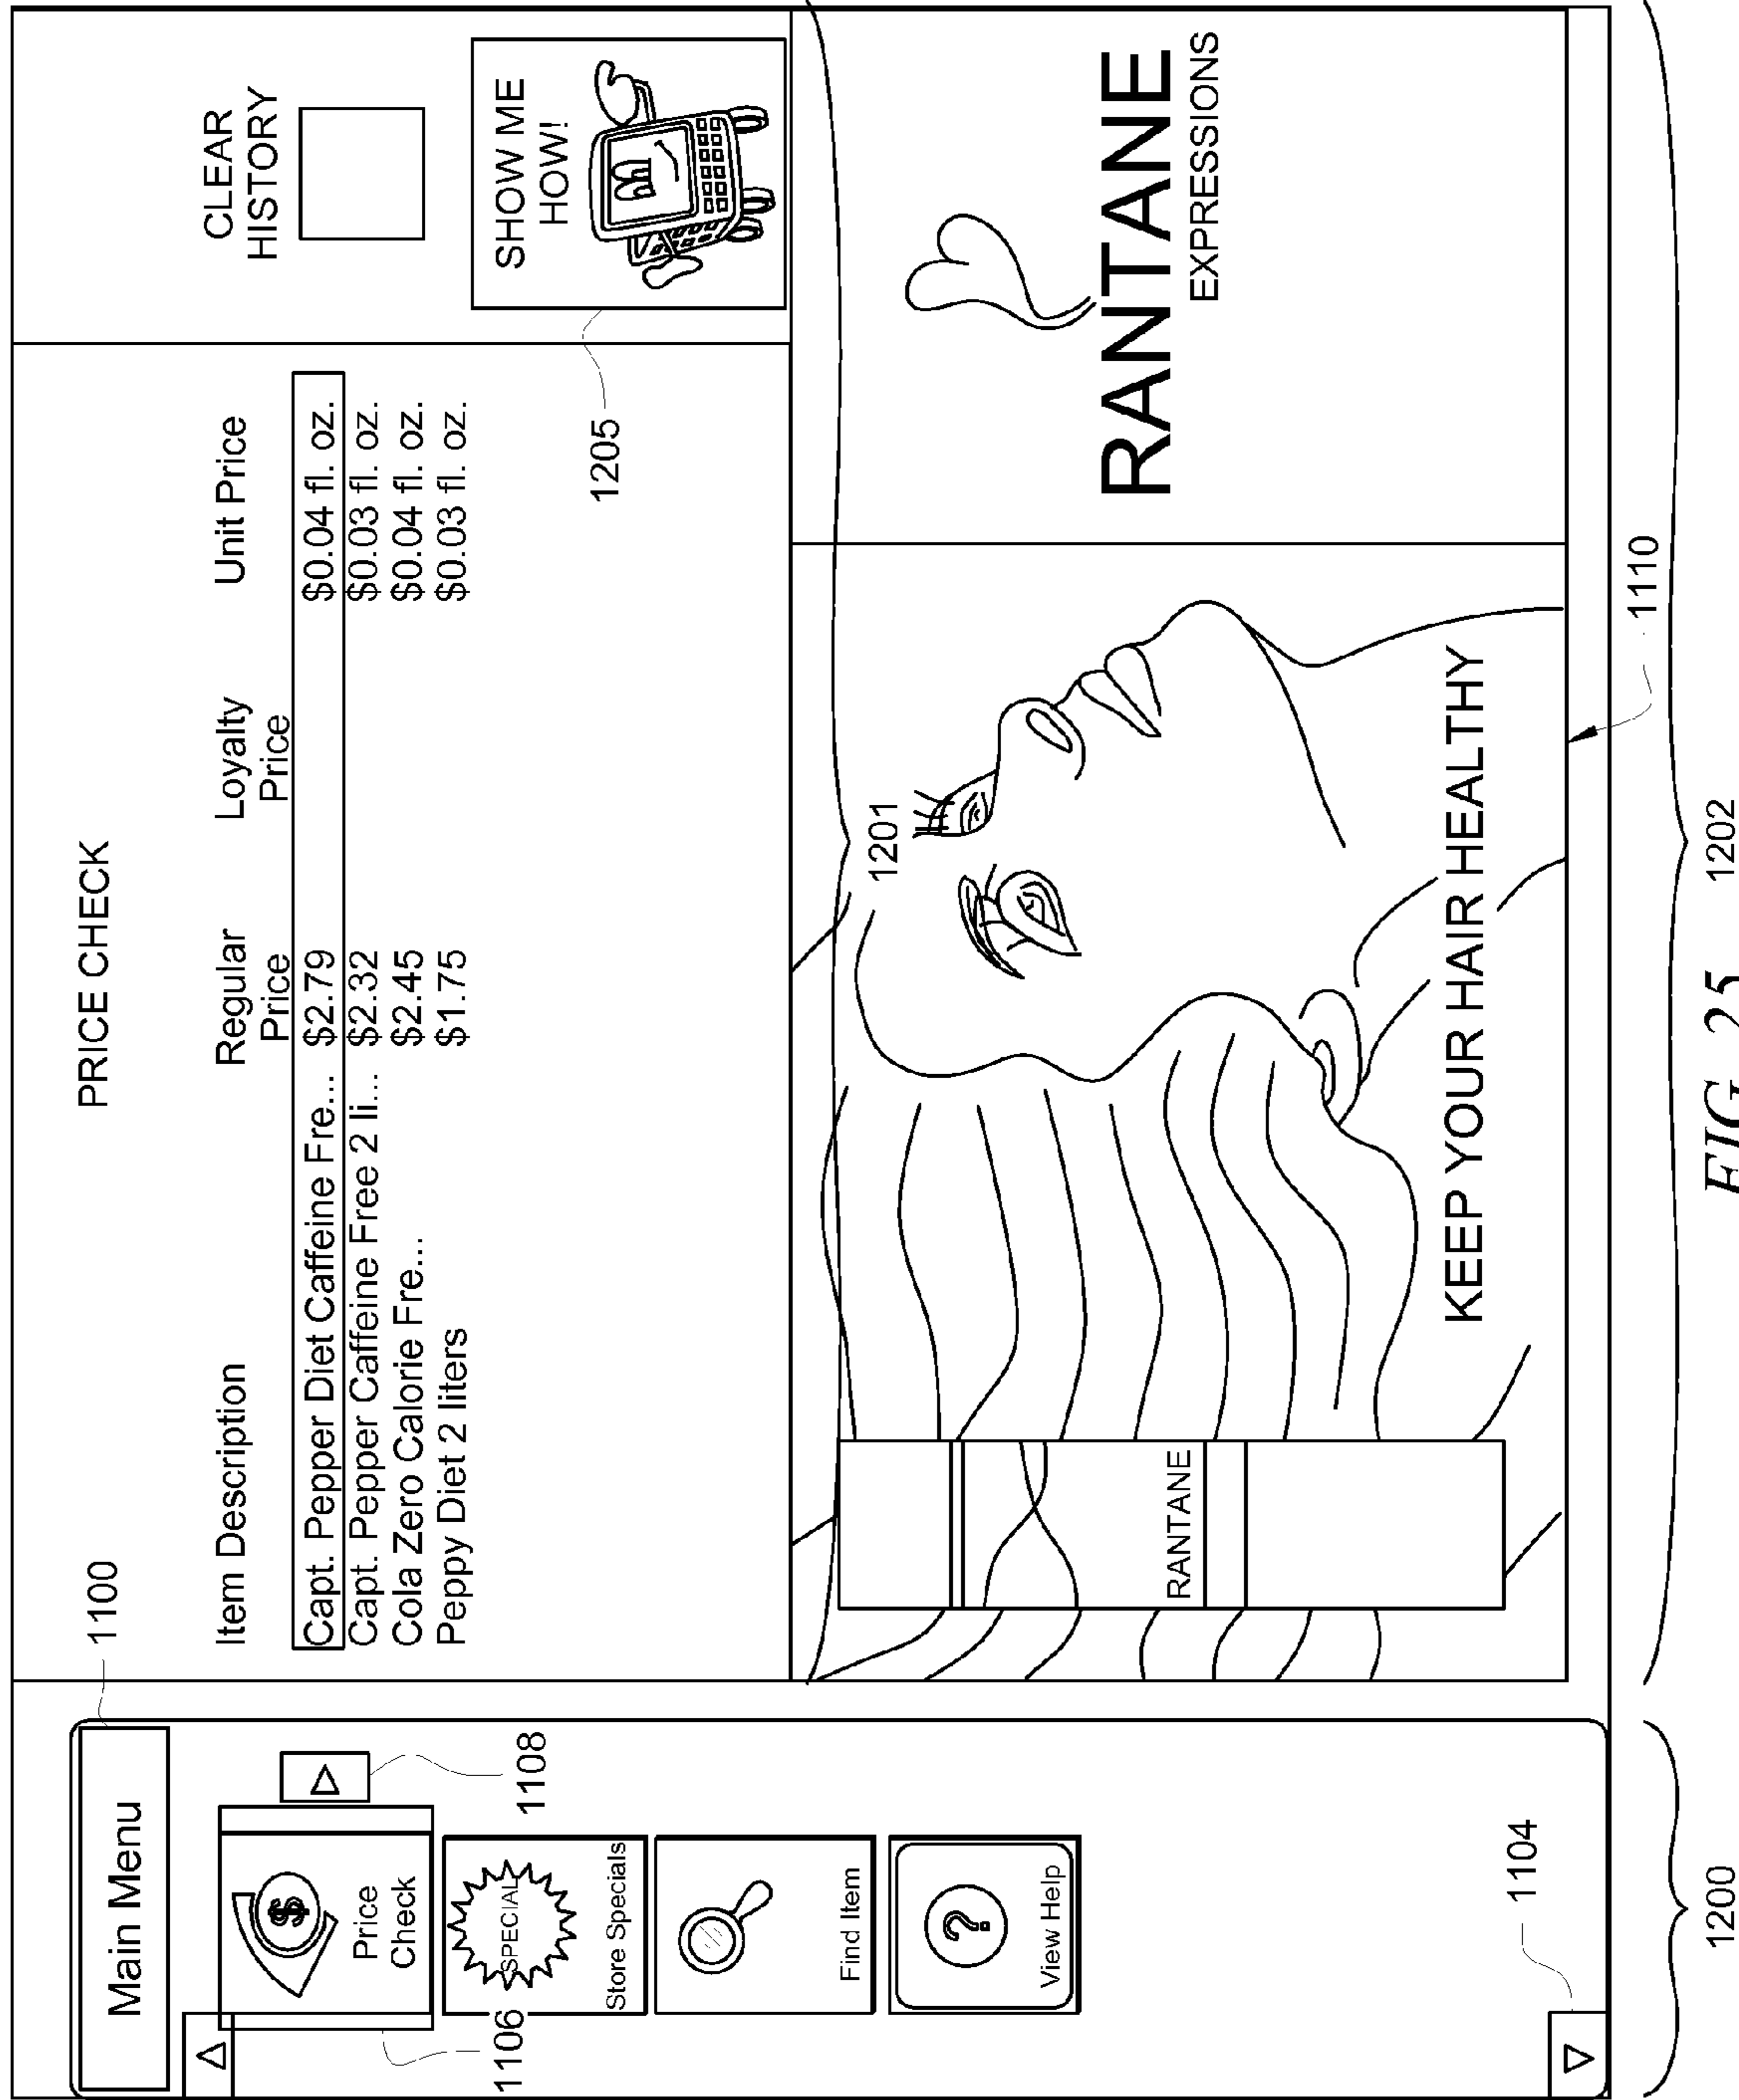 1100
Main Menu
Price
Check
1108
1106
SPECIAL
Store Specials
Find Item
?
View Help
1104
1200
PRICE CHECK
Item Description Regular Price Loyalty Price Unit Price
Capt. Pepper Diet Caffeine Fre... $2.79 $0.04 fl. oz.
Capt. Pepper Caffeine Free 2 li... $2.32 $0.03 fl. oz.
Cola Zero Calorie Fre... $2.45 $0.04 fl. oz.
Peppy Diet 2 liters $1.75 $0.03 fl. oz.
CLEAR
HISTORY
SHOW ME
HOW!
m
1205
1201
RANTANE
KEEP YOUR HAIR HEALTHY
RANTANE
EXPRESSIONS
1110
1202
FIG. 25